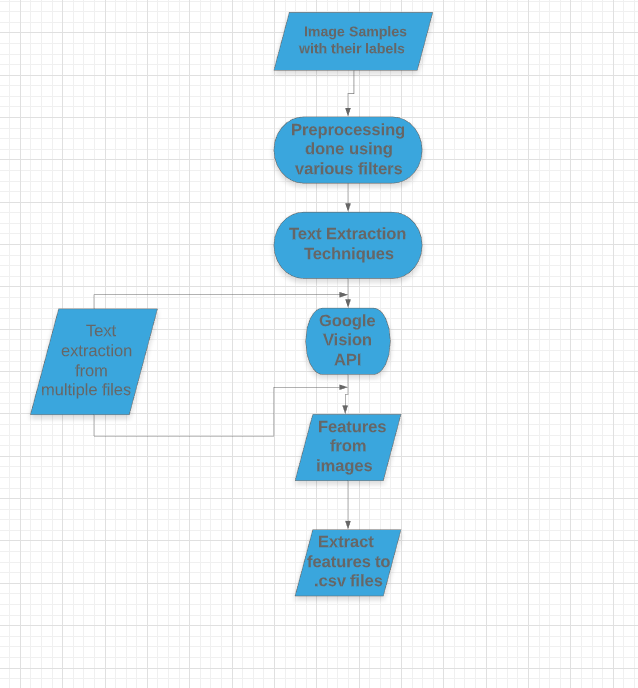 Image Samples
with their labels
Preprocessing
done using
various filters
Text Extraction
Techniques
Google
Vision
API
Text
extraction
from
multiple files
Features
from
images
Extract
features to
.csv files